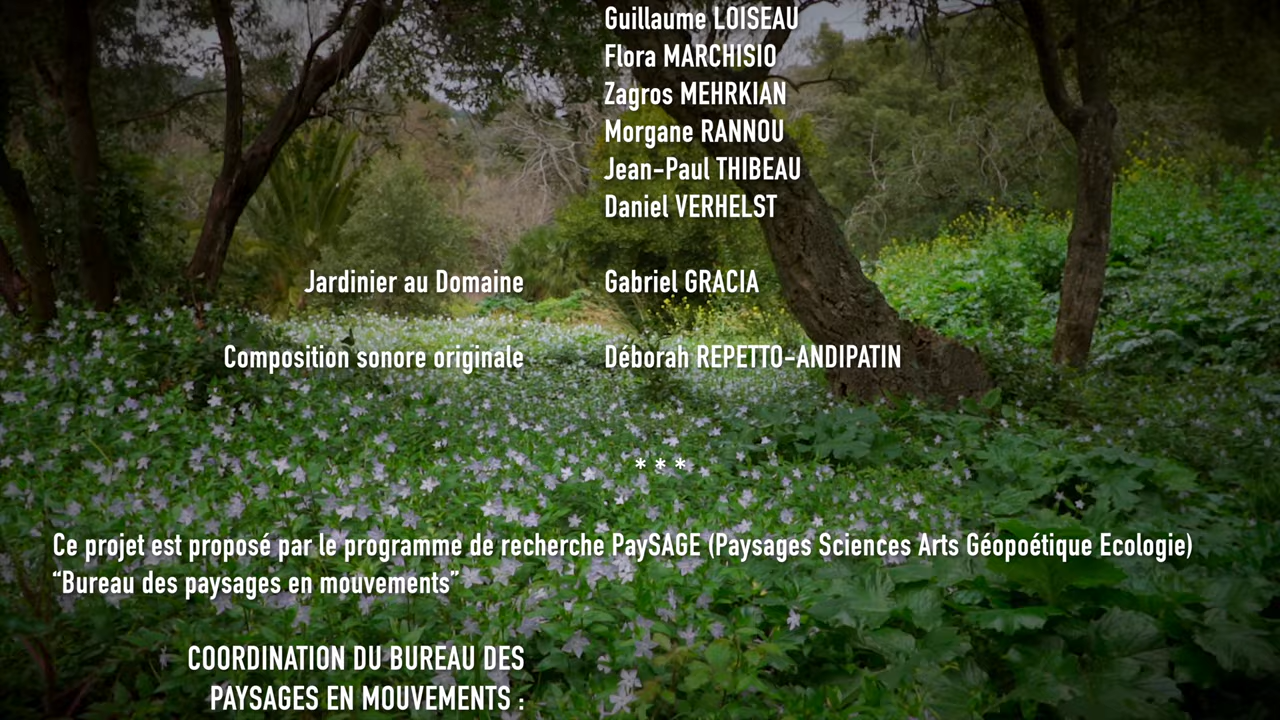 Guillaume LOISEAU
Flora MARCHISIO
Zagros MEHRKIAN
Morgane RANNOU
Jean-Paul THIBEAU
Daniel VERHELST
Jardinier au Domaine Gabriel GRACIA
Composition sonore originale Déborah REPETTO-ANDIPATIN
* * *
Ce projet est proposé par le programme de recherche PaySAGE (Paysages Sciences Arts Géopoétique Ecologie)
“Bureau des paysages en mouvements”
COORDINATION DU BUREAU DES
PAYSAGES EN MOUVEMENTS :